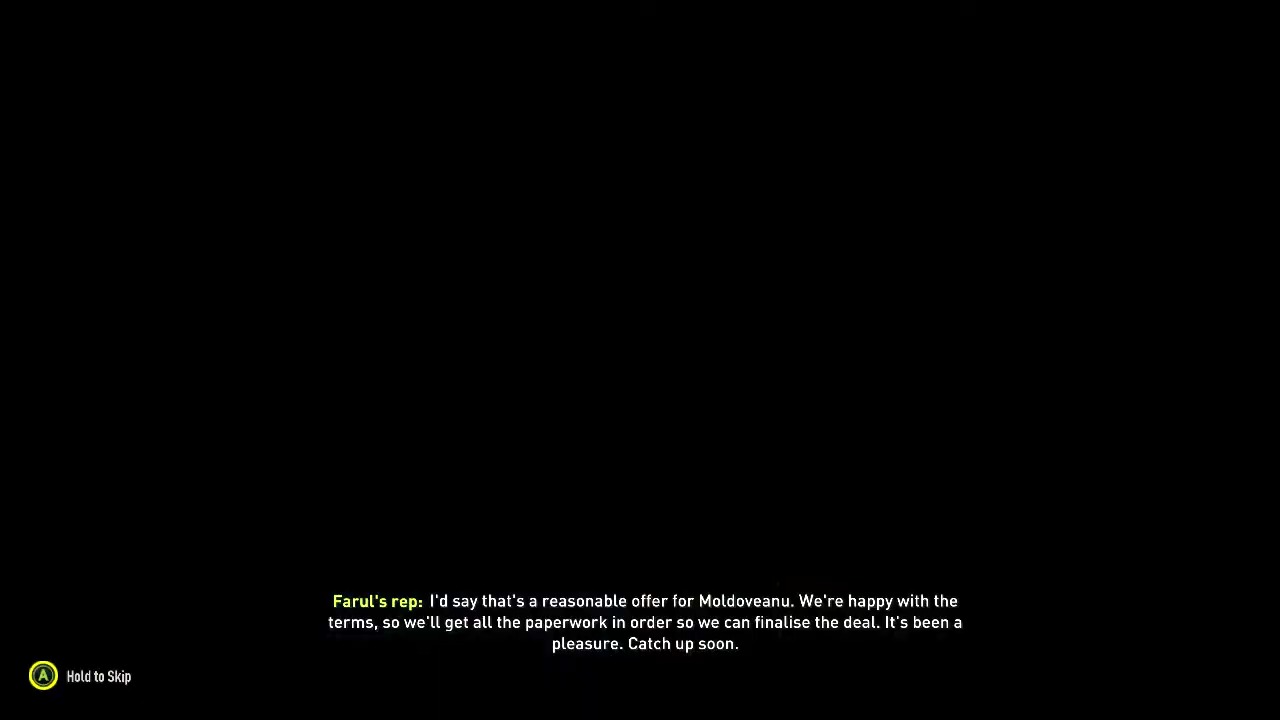 Farul's rep: I'd say that's a reasonable offer for Moldoveanu. We're happy with the
terms, so we'll get all the paperwork in order so we can finalise the deal. It's been a
pleasure. Catch up soon.
A Hold to Skip